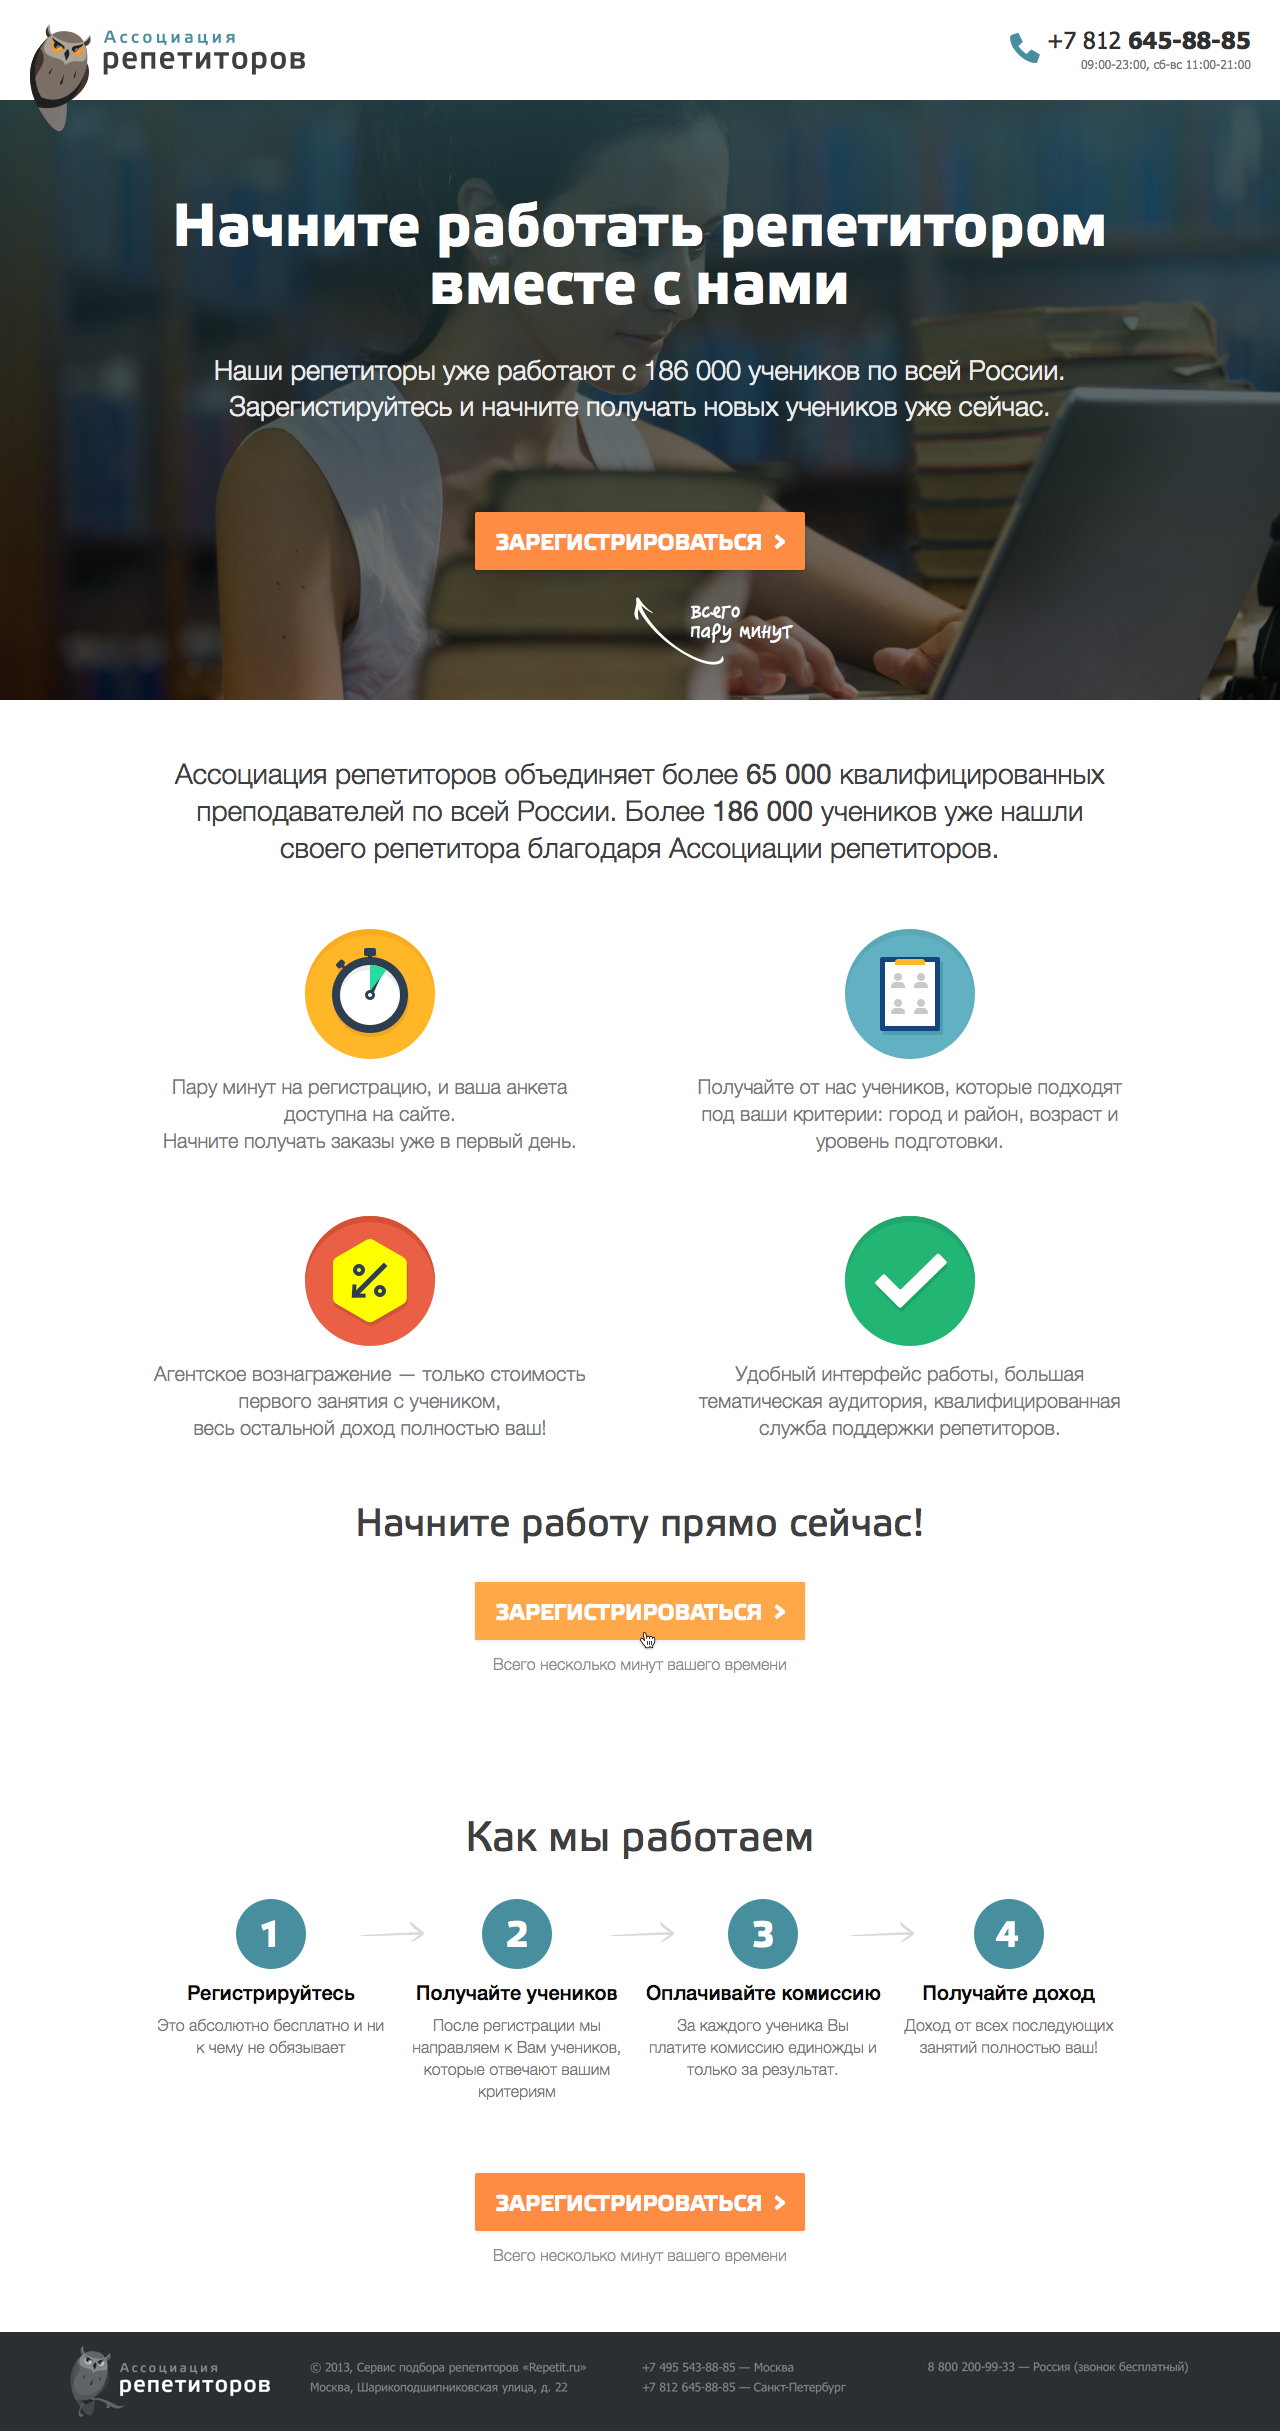 Ассоциация
репетиторов
+7 812 645-88-85
09:00-23:00, сб-вс 11:00-21:00
Начните работать репетитором
вместе с нами
Наши репетиторы уже работают с 186 000 учеников по всей России.
Зарегистируйтесь и начните получать новых учеников уже сейчас.
ЗАРЕГИСТРИРОВАТЬСЯ >
всего
пару минут
Ассоциация репетиторов объединяет более 65 000 квалифицированных
преподавателей по всей России. Более 186 000 учеников уже нашли
своего репетитора благодаря Ассоциации репетиторов.
Пару минут на регистрацию, и ваша анкета
доступна на сайте.
Начните получать заказы уже в первый день.
Получайте от нас учеников, которые подходят
под ваши критерии: город и район, возраст и
уровень подготовки.
Агентское вознагражение — только стоимость
первого занятия с учеником,
весь остальной доход полностью ваш!
Удобный интерфейс работы, большая
тематическая аудитория, квалифицированная
служба поддержки репетиторов.
Начните работу прямо сейчас!
ЗАРЕГИСТРИРОВАТЬСЯ >
Всего несколько минут вашего времени
Как мы работаем
1
Регистрируйтесь
Это абсолютно бесплатно и ни
к чему не обязывает
2
Получайте учеников
После регистрации мы
направляем к Вам учеников,
которые отвечают вашим
критериям
3
Оплачивайте комиссию
За каждого ученика Вы
платите комиссию единожды и
только за результат.
4
Получайте доход
Доход от всех последующих
занятий полностью ваш!
ЗАРЕГИСТРИРОВАТЬСЯ >
Всего несколько минут вашего времени
Ассоциация
репетиторов
© 2013, Сервис подбора репетиторов «Repetit.ru»
Москва, Шарикоподшипниковская улица, д. 22
+7 495 543-88-85 — Москва
+7 812 645-88-85 — Санкт-Петербург
8 800 200-99-33 — Россия (звонок бесплатный)